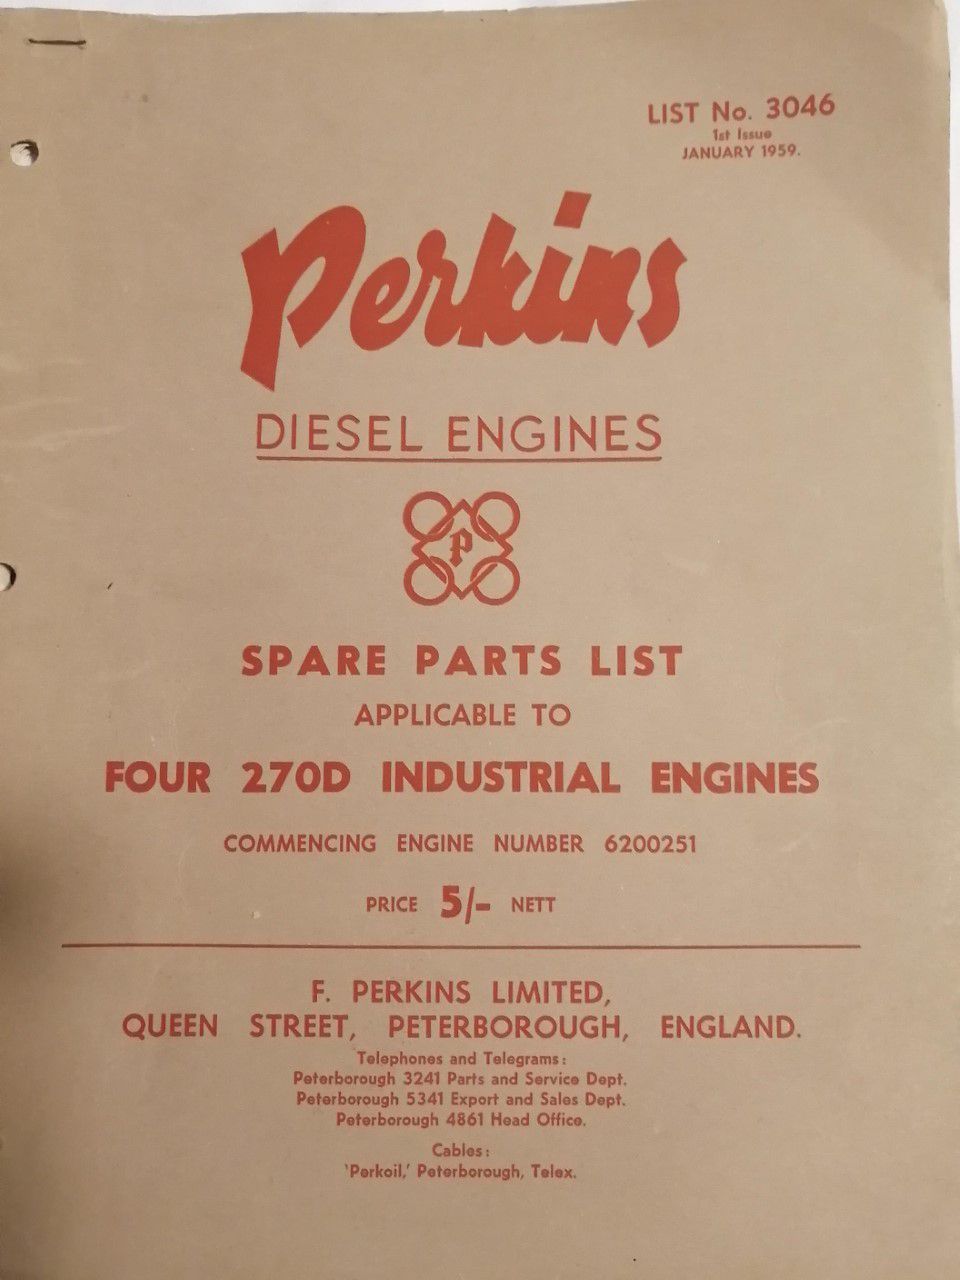 LIST No. 3046
1st Issue
JANUARY 1959.
Perkins
DIESEL ENGINES
P
SPARE PARTS LIST
APPLICABLE TO
FOUR 270D INDUSTRIAL ENGINES
COMMENCING ENGINE NUMBER 6200251
PRICE 5/- NETT
F. PERKINS LIMITED,
QUEEN STREET, PETERBOROUGH, ENGLAND.
Telephones and Telegrams:
Peterborough 3241 Parts and Service Dept.
Peterborough 5341 Export and Sales Dept.
Peterborough 4861 Head Office.
Cables:
'Perkoil,' Peterborough, Telex.